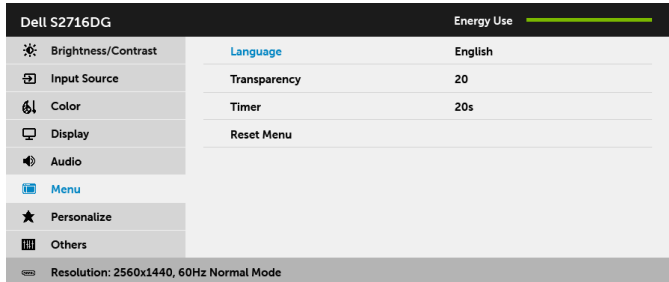 Dell S2716DG Energy Use
Brightness/Contrast Language English
Input Source Transparency 20
Color Timer 20s
Display Reset Menu
Audio
Menu
Personalize
Others
Resolution: 2560x1440, 60Hz Normal Mode